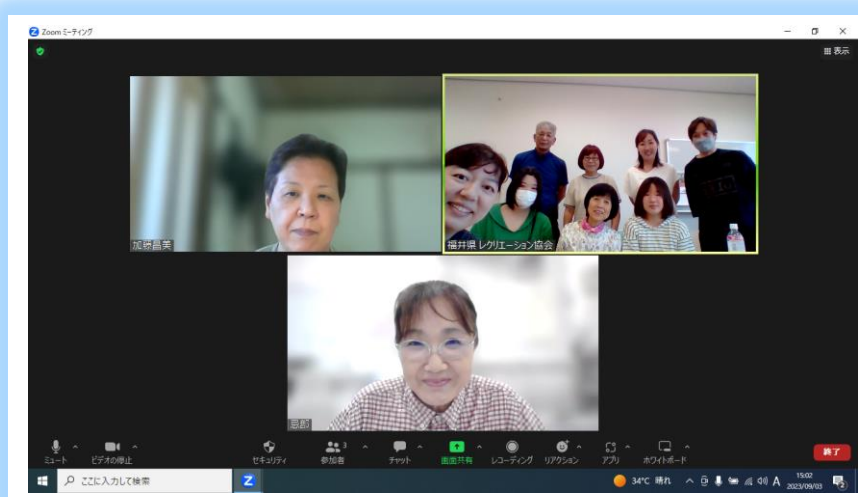 Zoom ミーティング
表示
加藤昌美
福井県 レクリエーション協会
ミュート
ビデオの停止
セキュリティ
参加者
3
チャット
画面共有
レコーディング
リアクション
アプリ
ホワイトボード
終了
ここに入力して検索
34°C 晴れ
A
15:02
2023/09/03
2